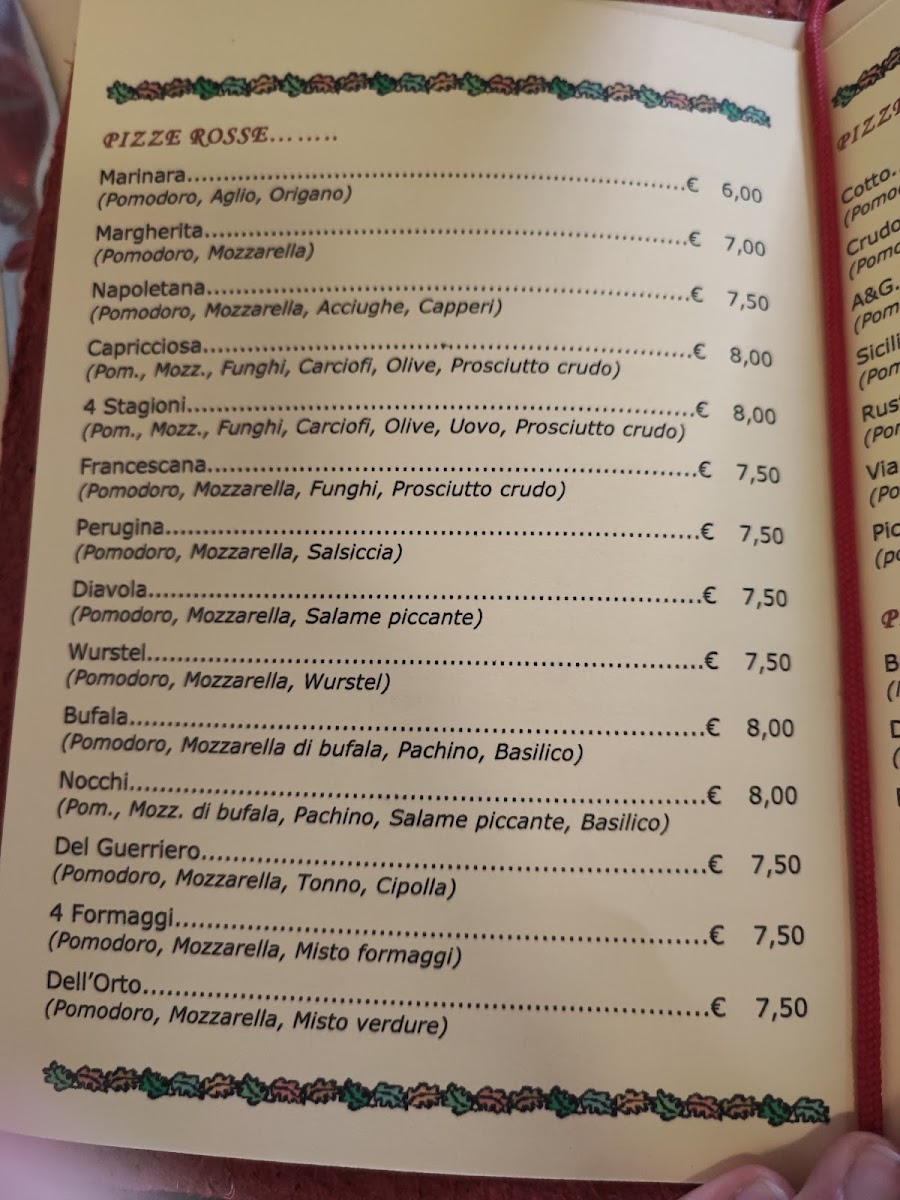 PIZZE ROSSE........
Marinara..........................................................................€ 6,00
(Pomodoro, Aglio, Origano)
Margherita........................................................................€ 7,00
(Pomodoro, Mozzarella)
Napoletana........................................................................€ 7,50
(Pomodoro, Mozzarella, Acciughe, Capperi)
Capricciosa.......................................................................€ 8,00
(Pom., Mozz., Funghi, Carciofi, Olive, Prosciutto crudo)
4 Stagioni.........................................................................€ 8,00
(Pom., Mozz., Funghi, Carciofi, Olive, Uovo, Prosciutto crudo)
Francescana.......................................................................€ 7,50
(Pomodoro, Mozzarella, Funghi, Prosciutto crudo)
Perugina...........................................................................€ 7,50
(Pomodoro, Mozzarella, Salsiccia)
Diavola.............................................................................€ 7,50
(Pomodoro, Mozzarella, Salame piccante)
Wurstel.............................................................................€ 7,50
(Pomodoro, Mozzarella, Wurstel)
Bufala...............................................................................€ 8,00
(Pomodoro, Mozzarella di bufala, Pachino, Basilico)
Nocchi...............................................................................€ 8,00
(Pom., Mozz. di bufala, Pachino, Salame piccante, Basilico)
Del Guerriero.....................................................................€ 7,50
(Pomodoro, Mozzarella, Tonno, Cipolla)
4 Formaggi.........................................................................€ 7,50
(Pomodoro, Mozzarella, Misto formaggi)
Dell'Orto............................................................................€ 7,50
(Pomodoro, Mozzarella, Misto verdure)
Cotto.
Crudo
A&G.